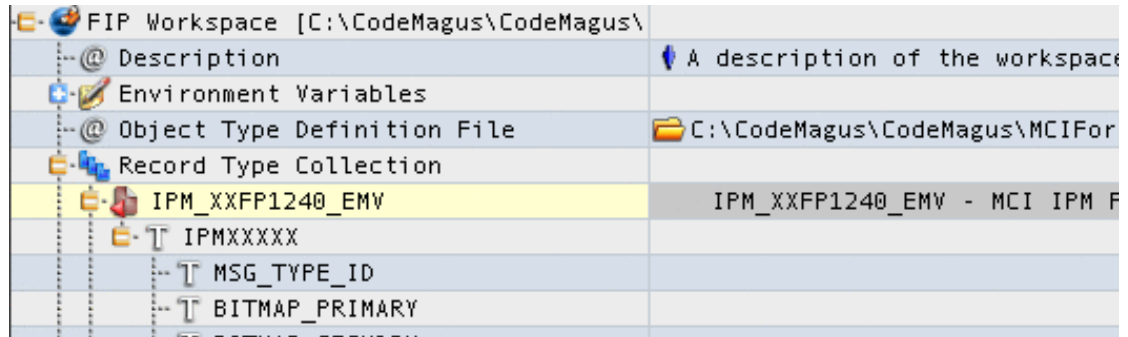 FIP Workspace [C:\CodeMagus\CodeMagus\
@ Description A description of the workspace
Environment Variables
@ Object Type Definition File C:\CodeMagus\CodeMagus\MCIFor
Record Type Collection
IPM_XXFP1240_EMV IPM_XXFP1240_EMV - MCI IPM F
T IPMXXXXX
T MSG_TYPE_ID
T BITMAP_PRIMARY